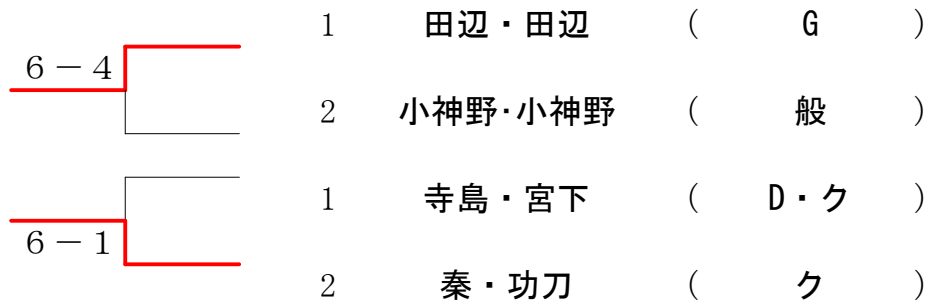 1 田辺・田辺 ( G )
6－4
2 小神野・小神野 ( 般 )
1 寺島・宮下 ( D・ク )
6－1
2 秦・功刀 ( ク )